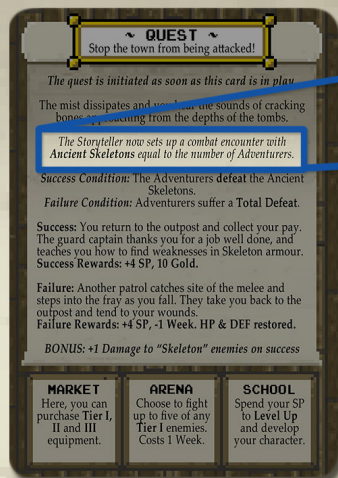 ~ QUEST ~
Stop the town from being attacked!
The quest is initiated as soon as this card is in play
The mist dissipates and you hear the sounds of cracking
bones approaching from the depths of the tombs.
The Storyteller now sets up a combat encounter with
Ancient Skeletons equal to the number of Adventurers.
Success Condition: The Adventurers defeat the Ancient
Skeletons.
Failure Condition: Adventurers suffer a Total Defeat.
Success: You return to the outpost and collect your pay.
The guard captain thanks you for a job well done, and
teaches you how to find weaknesses in Skeleton armour.
Success Rewards: +4 SP, 10 Gold.
Failure: Another patrol catches site of the melee and
steps into the fray as you fall. They take you back to the
outpost and tend to your wounds.
Failure Rewards: +4 SP, -1 Week. HP & DEF restored.
BONUS: +1 Damage to "Skeleton" enemies on success
MARKET
Here, you can
purchase Tier I,
II and III
equipment.
ARENA
Choose to fight
up to five of any
Tier I enemies.
Costs 1 Week.
SCHOOL
Spend your SP
to Level Up
and develop
your character.